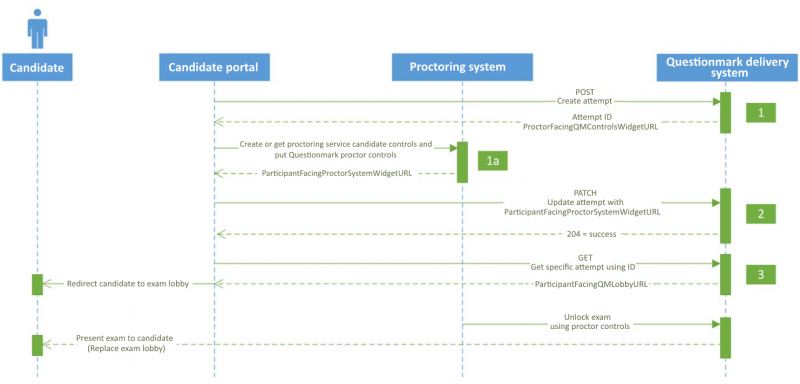 Candidate
Candidate portal
Proctoring system
Questionmark delivery
system
POST
Create attempt
1
Attempt ID
ProctorFacingQMControlsWidgetURL
Create or get proctoring service candidate controls and
put Questionmark proctor controls
1a
ParticipantFacingProctorSystemWidgetURL
PATCH
Update attempt with
ParticipantFacingProctorSystemWidgetURL
2
204 = success
GET
Get specific attempt using ID
3
Redirect candidate to exam lobby
ParticipantFacingQMLobbyURL
Unlock exam
using proctor controls
Present exam to candidate
(Replace exam lobby)